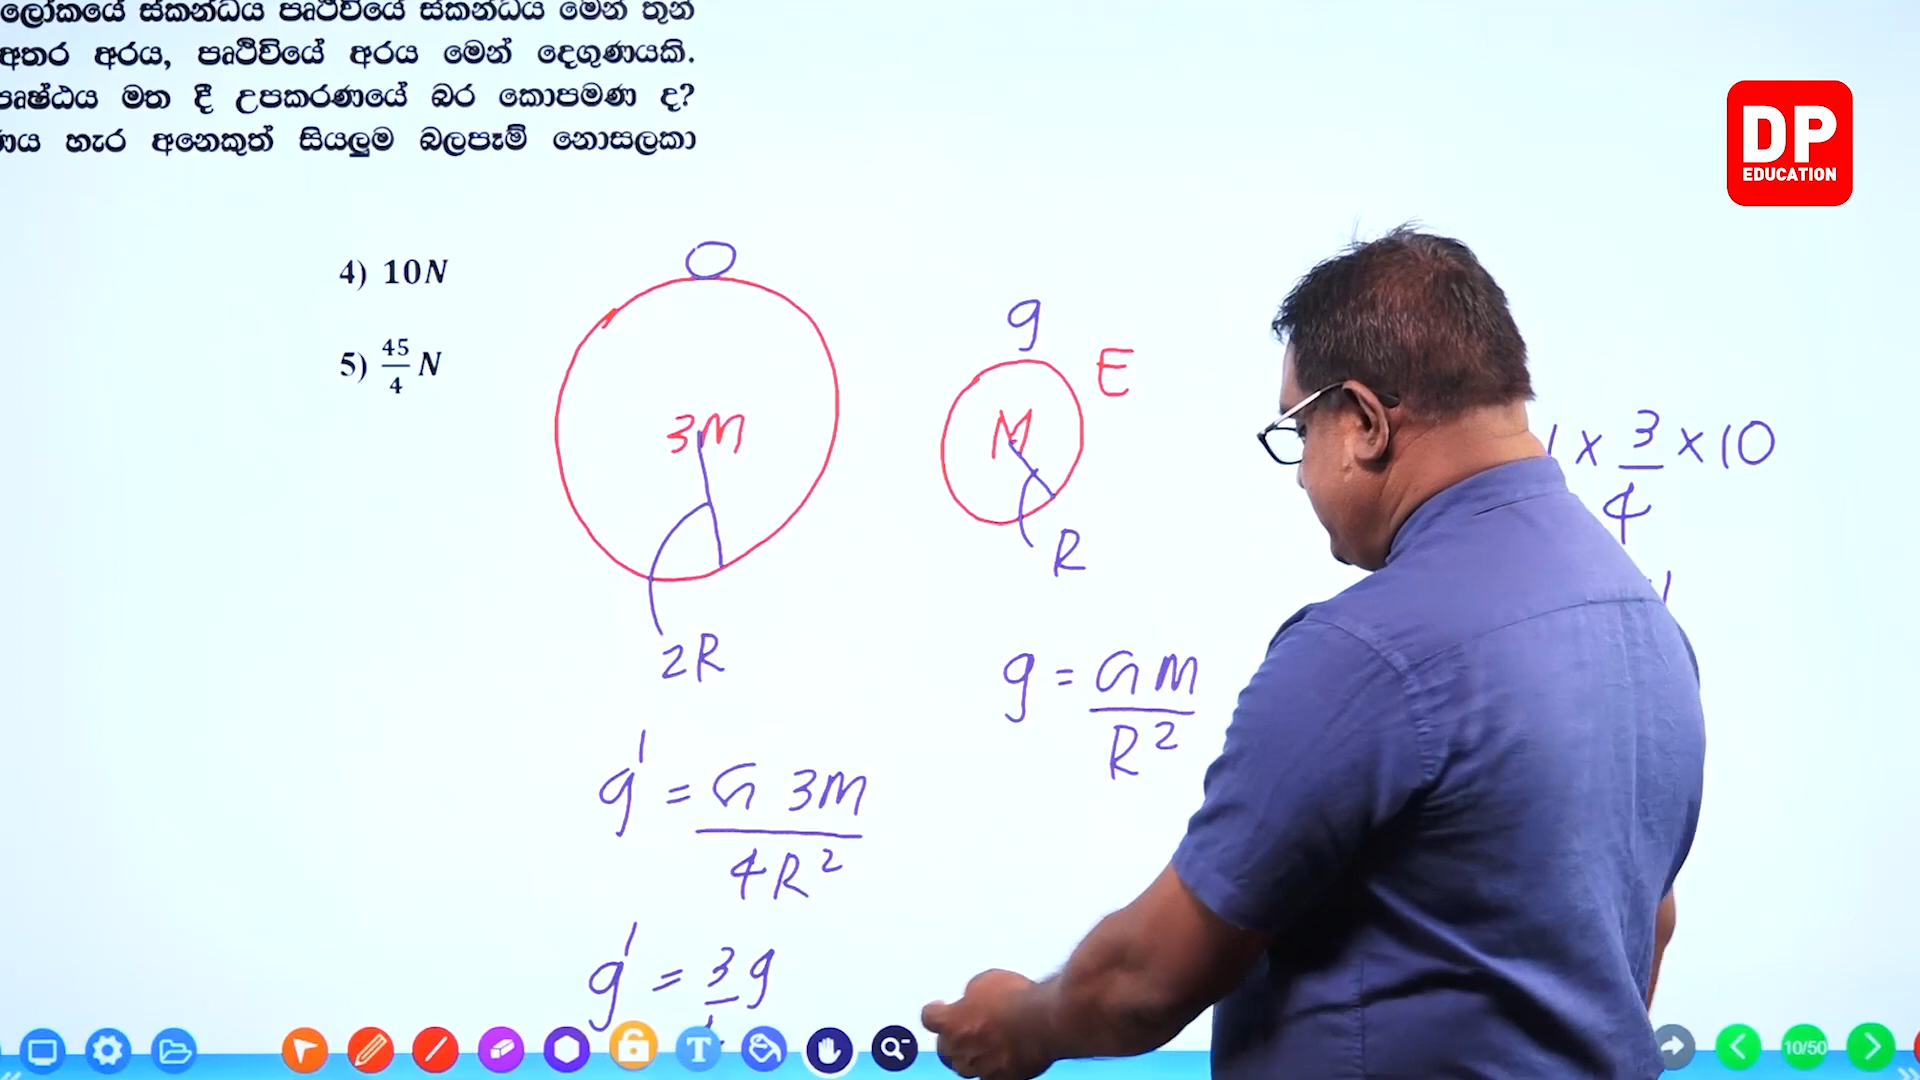 ලෝකයේ ස්කන්ධය පෘථිවියේ ස්කන්ධය මෙන් තුන්
අතර අරය, පෘථිවියේ අරය මෙන් දෙගුණයකි.
පෘෂ්ඨය මත දී උපකරණයේ බර කොපමණ ද?
හැර අනෙකුත් සියලුම බලපෑම් නොසලකා
DP
EDUCATION
4) 10N
5) 45/4 N
g
E
3M
M
R
2R
× 3/4 × 10
g = GM/R²
g' = G 3M/4R²
g' = 3 g
T
10/50